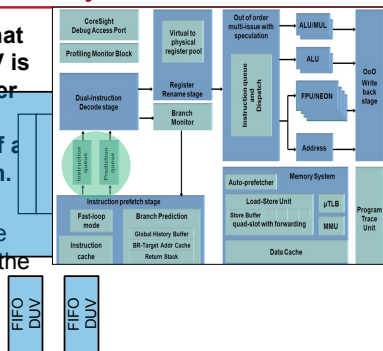 hat
V is
er
f a
n.
e
the
CoreSight
Debug Access Port
Profiling Monitor Block
Dual-instruction
Decode stage
Instruction
queue
Prediction
queue
Instruction prefetch stage
Fast-loop
mode
Instruction
cache
Branch Prediction
Global History Buffer
BR-Target Addr Cache
Return Stack
Virtual to
physical
register pool
Register
Rename stage
Branch
Monitor
Out of order
multi-issue with
speculation
Instruction queue
and
Dispatch
ALU/MUL
ALU
FPU/NEON
Address
OoO
Write
back
stage
Memory System
Auto-prefetcher
Load-Store Unit
Store Buffer
quad-slot with forwarding
µTLB
MMU
Data Cache
Program
Trace
Unit
FIFO
DUV
FIFO
DUV